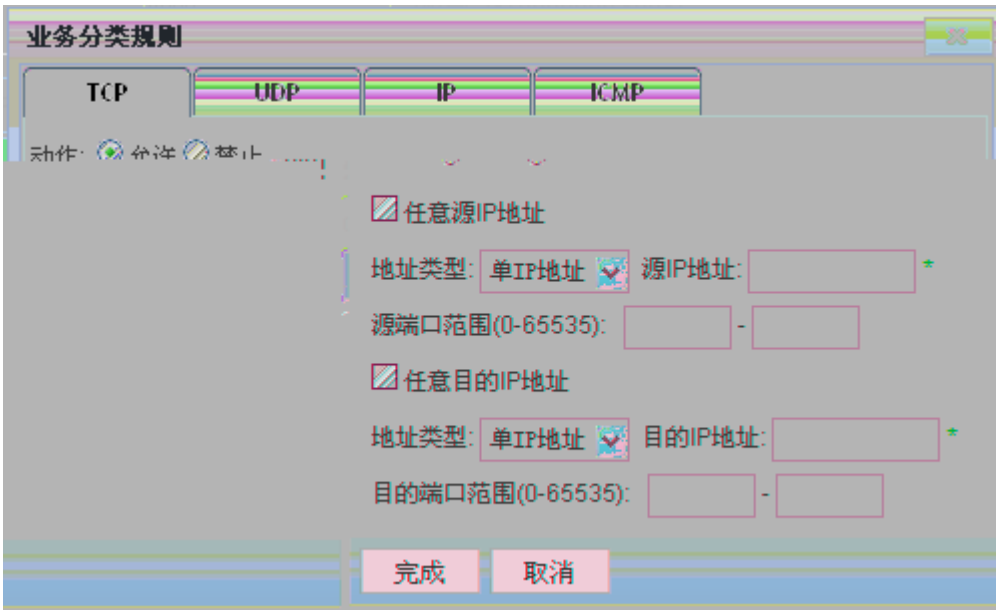 业务分类规则
TCP UDP IP ICMP
动作: 允许 禁止
任意源IP地址
地址类型: 单IP地址 源IP地址: *
源端口范围(0-65535): -
任意目的IP地址
地址类型: 单IP地址 目的IP地址: *
目的端口范围(0-65535): -
完成 取消